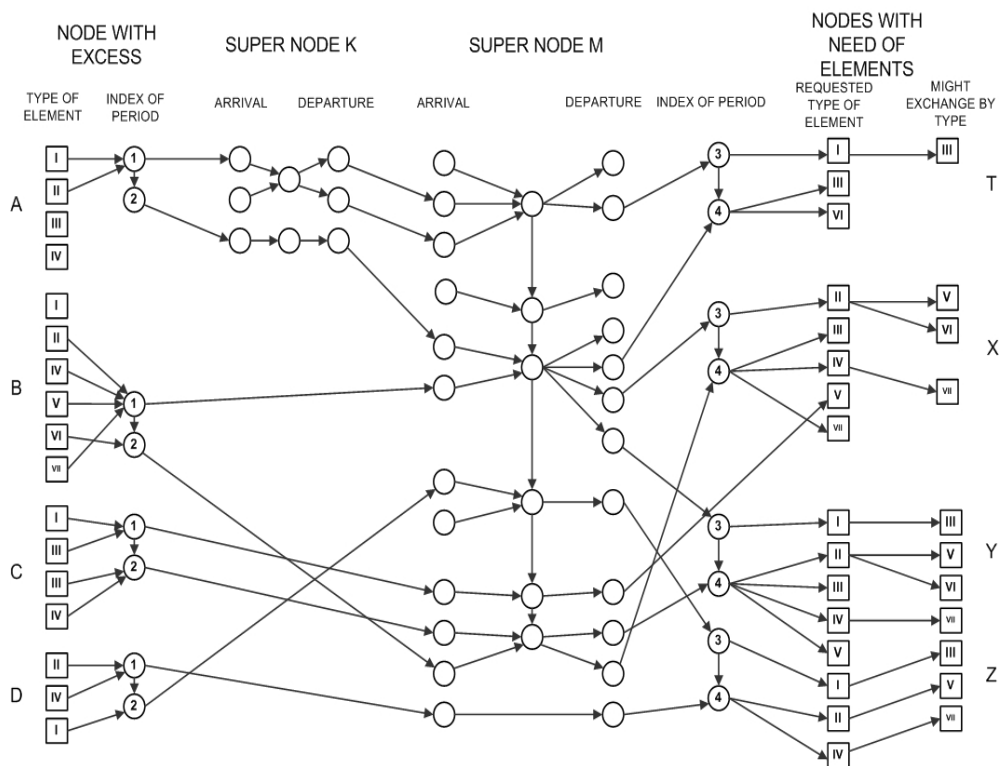 NODE WITH
EXCESS
SUPER NODE K
SUPER NODE M
NODES WITH
NEED OF
ELEMENTS
TYPE OF
ELEMENT
INDEX OF
PERIOD
ARRIVAL
DEPARTURE
ARRIVAL
DEPARTURE
INDEX OF PERIOD
REQUESTED
TYPE OF
ELEMENT
MIGHT
EXCHANGE BY
TYPE
A
I
II
III
IV
1
2
B
I
II
IV
V
VI
VII
1
2
C
I
III
III
IV
1
2
D
II
IV
I
1
2
3
4
I
III
VI
III
T
3
4
II
III
IV
V
VII
V
VI
VII
X
3
4
I
II
III
IV
V
III
V
VI
VII
Y
3
4
I
II
IV
III
V
VII
Z